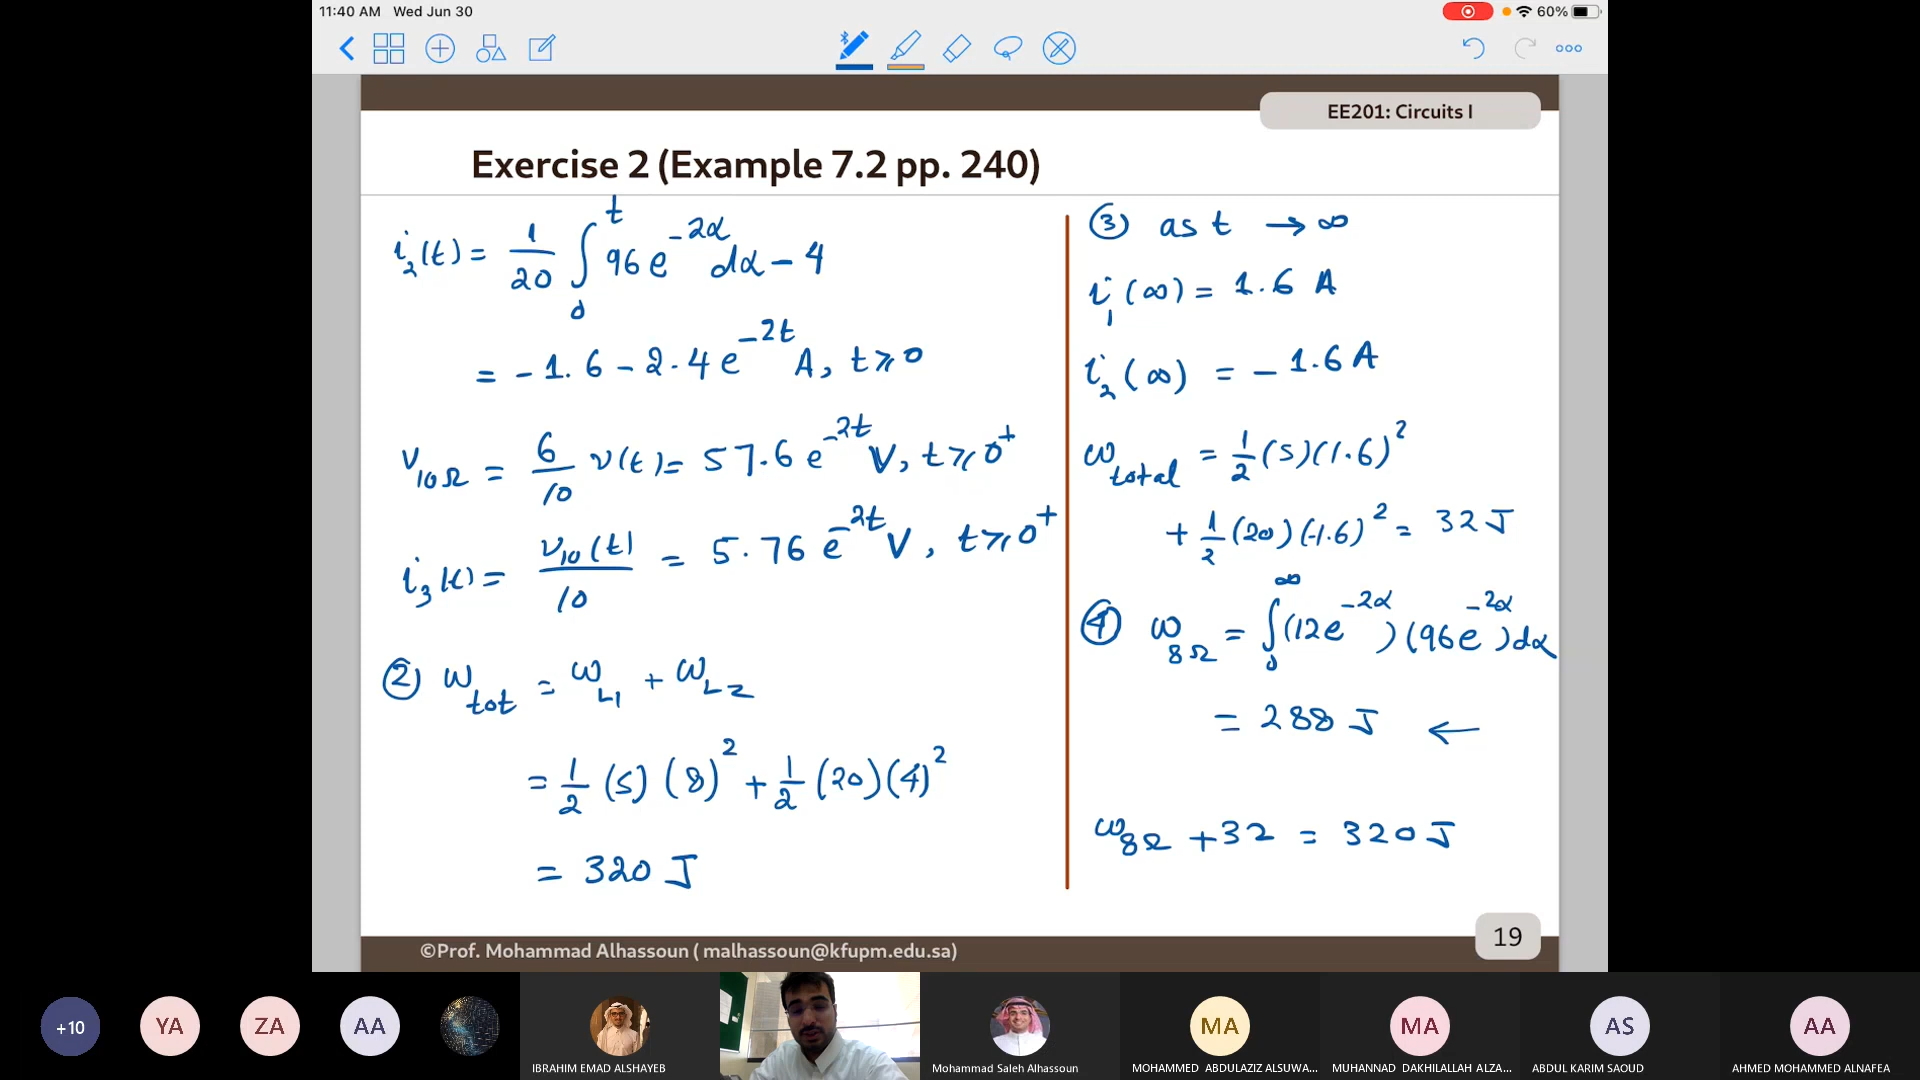 11:40 AM Wed Jun 30
60%
EE201: Circuits I
Exercise 2 (Example 7.2 pp. 240)
i₂(t) = 1/20 ∫₀ᵗ 96 e^(-2α) dα - 4
= -1.6 - 2.4 e^(-2t) A, t ≥ 0
v₁₀Ω = 6/10 v(t) = 57.6 e^(-2t) V, t ≥ 0⁺
i₃(t) = v₁₀(t)/10 = 5.76 e^(-2t) V, t ≥ 0⁺
② w_tot = w_L1 + w_L2
= 1/2 (5) (8)² + 1/2 (20)(4)²
= 320 J
③ as t → ∞
i₁(∞) = 1.6 A
i₂(∞) = -1.6 A
w_total = 1/2 (5)(1.6)²
+ 1/2 (20)(-1.6)² = 32 J
④ w_8Ω = ∫₀^∞ (12e^(-2α))(96e^(-2α))dα
= 288 J ←
w_8Ω + 32 = 320 J
©Prof. Mohammad Alhassoun ( malhassoun@kfupm.edu.sa)
19
+10
YA
ZA
AA
IBRAHIM EMAD ALSHAYEB
Mohammad Saleh Alhassoun
MA
MOHAMMED ABDULAZIZ ALSUWA...
MA
MUHANNAD DAKHILALLAH ALZA...
AS
ABDUL KARIM SAOUD
AA
AHMED MOHAMMED ALNAFEA